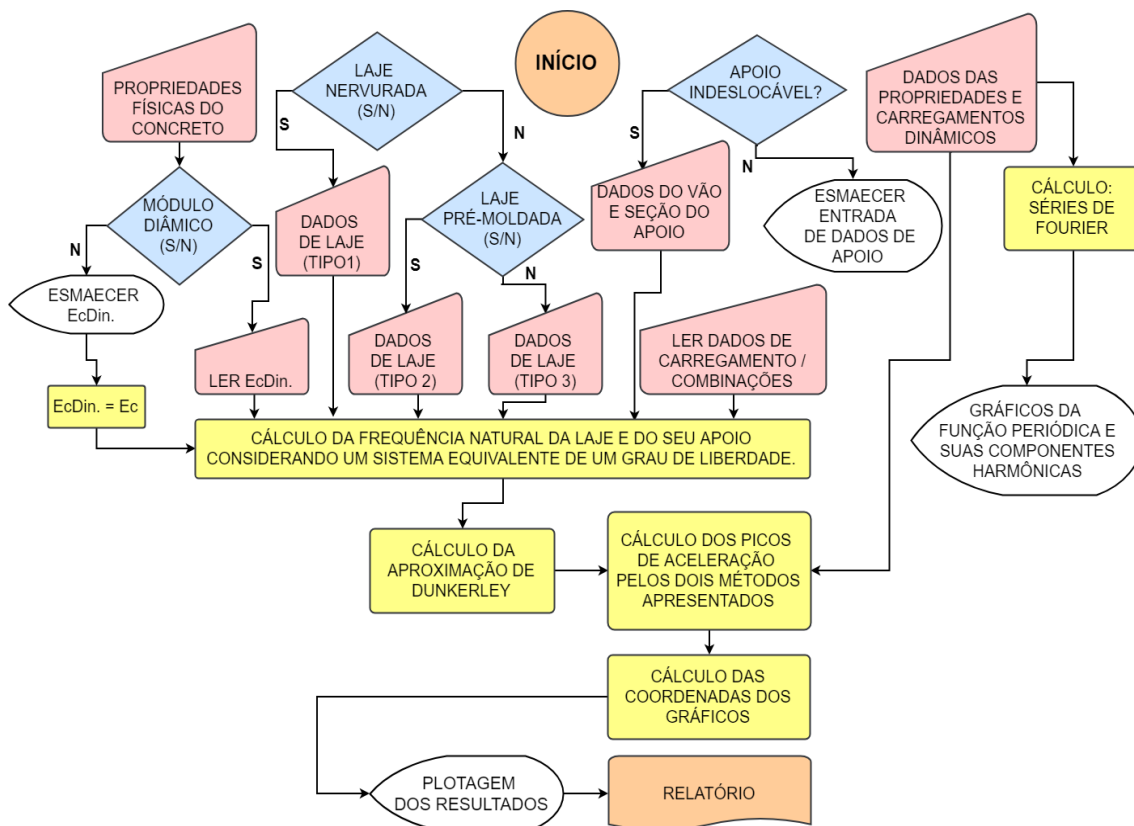 INÍCIO
PROPRIEDADES
FÍSICAS DO
CONCRETO
LAJE
NERVURADA
(S/N)
APOIO
INDESLOCÁVEL?
DADOS DAS
PROPRIEDADES E
CARREGAMENTOS
DINÂMICOS
S
N
S
N
MÓDULO
DIÂMICO
(S/N)
N
S
DADOS
DE LAJE
(TIPO1)
LAJE
PRÉ-MOLDADA
(S/N)
S
N
DADOS DO VÃO
E SEÇÃO DO
APOIO
ESMAECER
ENTRADA
DE DADOS DE
APOIO
CÁLCULO:
SÉRIES DE
FOURIER
ESMAECER
EcDin.
LER EcDin.
DADOS
DE LAJE
(TIPO 2)
DADOS
DE LAJE
(TIPO 3)
LER DADOS DE
CARREGAMENTO /
COMBINAÇÕES
EcDin. = Ec
GRÁFICOS DA
FUNÇÃO PERIÓDICA E
SUAS COMPONENTES
HARMÔNICAS
CÁLCULO DA FREQUÊNCIA NATURAL DA LAJE E DO SEU APOIO
CONSIDERANDO UM SISTEMA EQUIVALENTE DE UM GRAU DE LIBERDADE.
CÁLCULO DA
APROXIMAÇÃO DE
DUNKERLEY
CÁLCULO DOS PICOS
DE ACELERAÇÃO
PELOS DOIS MÉTODOS
APRESENTADOS
CÁLCULO DAS
COORDENADAS DOS
GRÁFICOS
PLOTAGEM
DOS RESULTADOS
RELATÓRIO